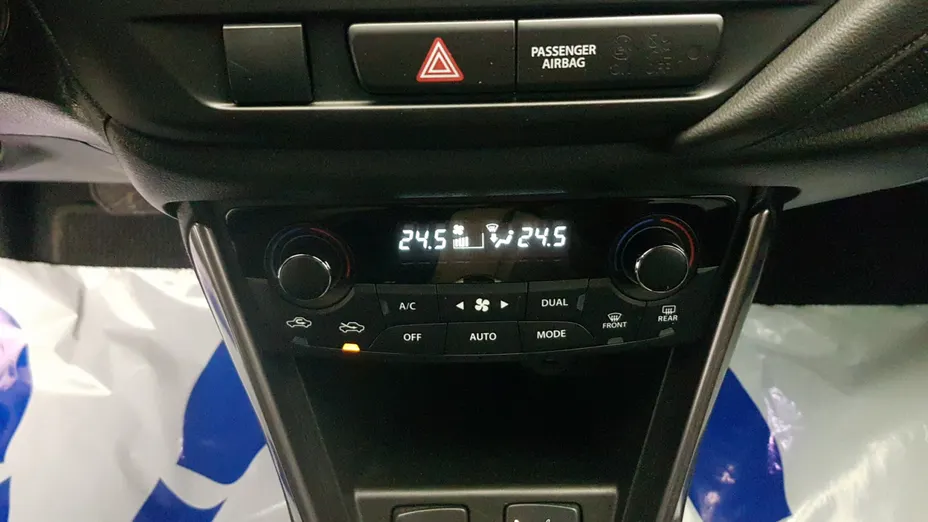 PASSENGER
AIRBAG
24.5 24.5
A/C DUAL
OFF AUTO MODE FRONT REAR